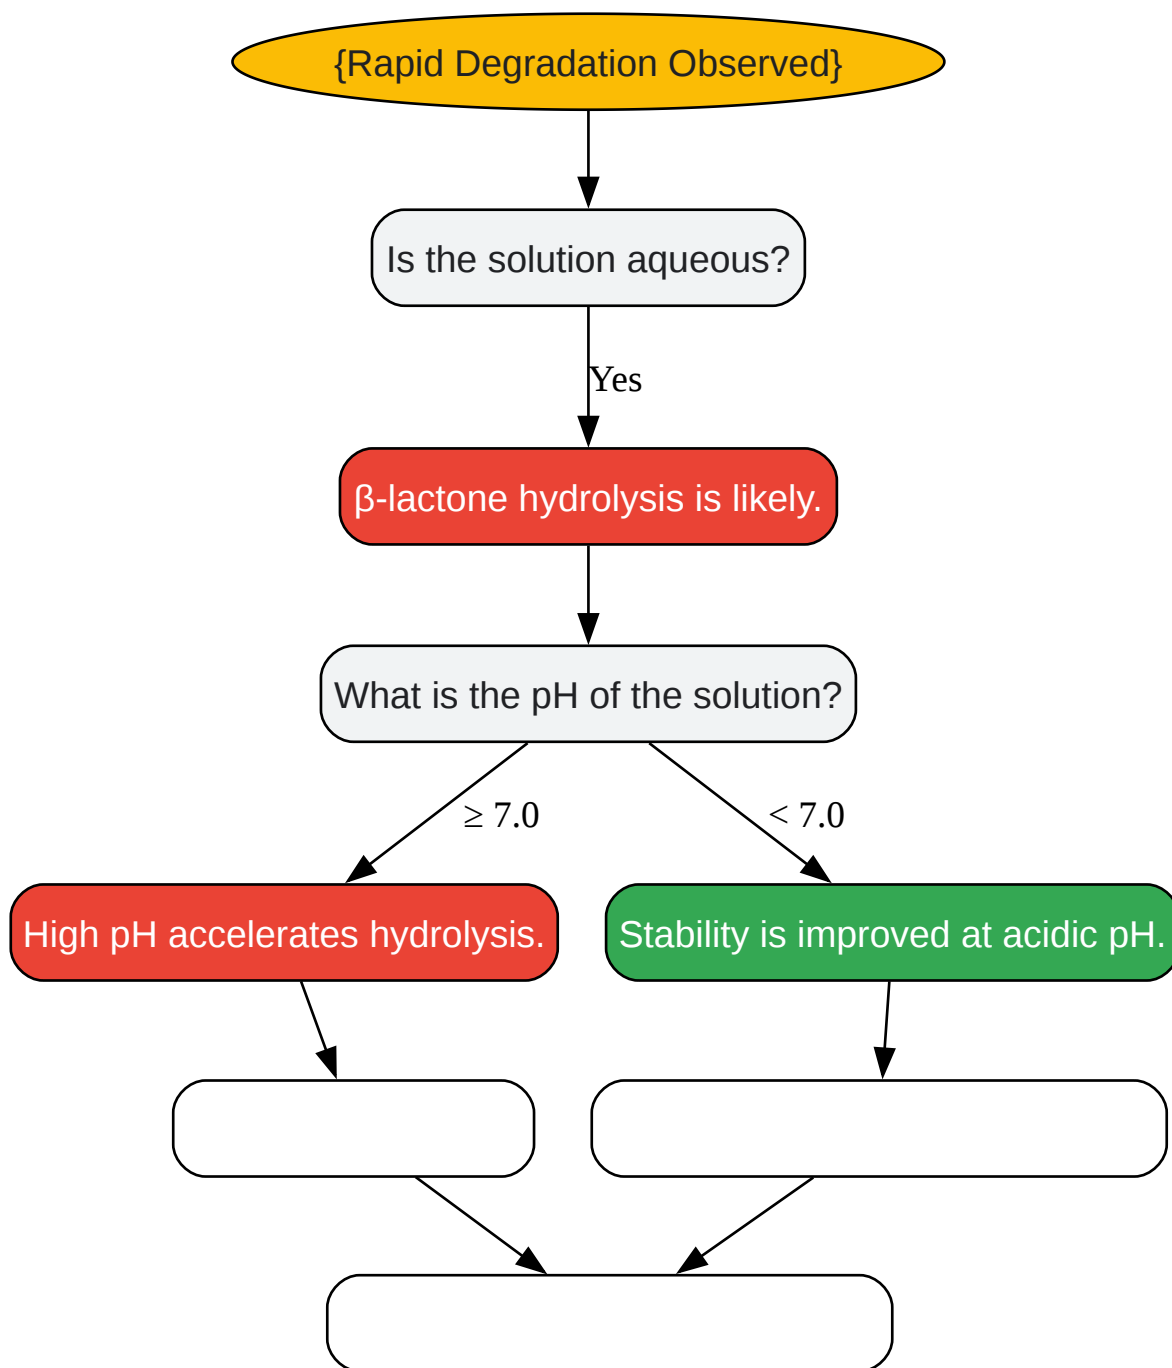 {Rapid Degradation Observed}
Is the solution aqueous?
Yes
β-lactone hydrolysis is likely.
What is the pH of the solution?
≥ 7.0
< 7.0
High pH accelerates hydrolysis.
Stability is improved at acidic pH.